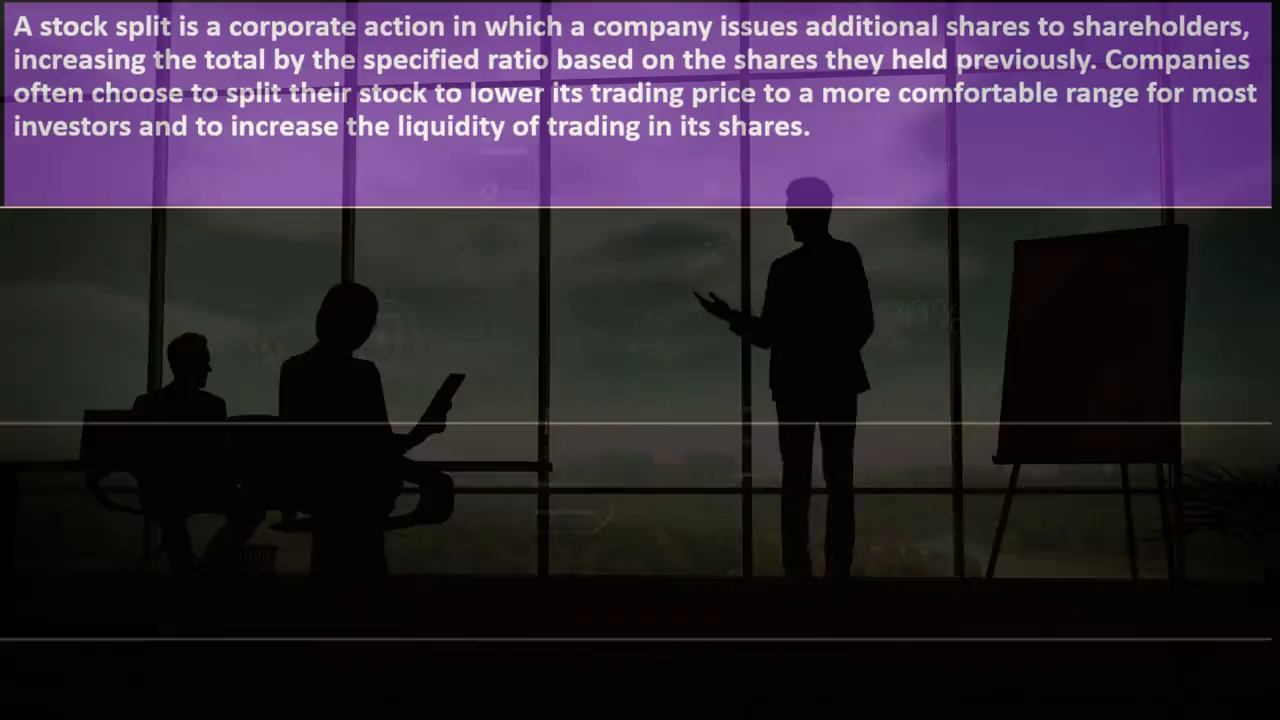 A stock split is a corporate action in which a company issues additional shares to shareholders,
increasing the total by the specified ratio based on the shares they held previously. Companies
often choose to split their stock to lower its trading price to a more comfortable range for most
investors and to increase the liquidity of trading in its shares.